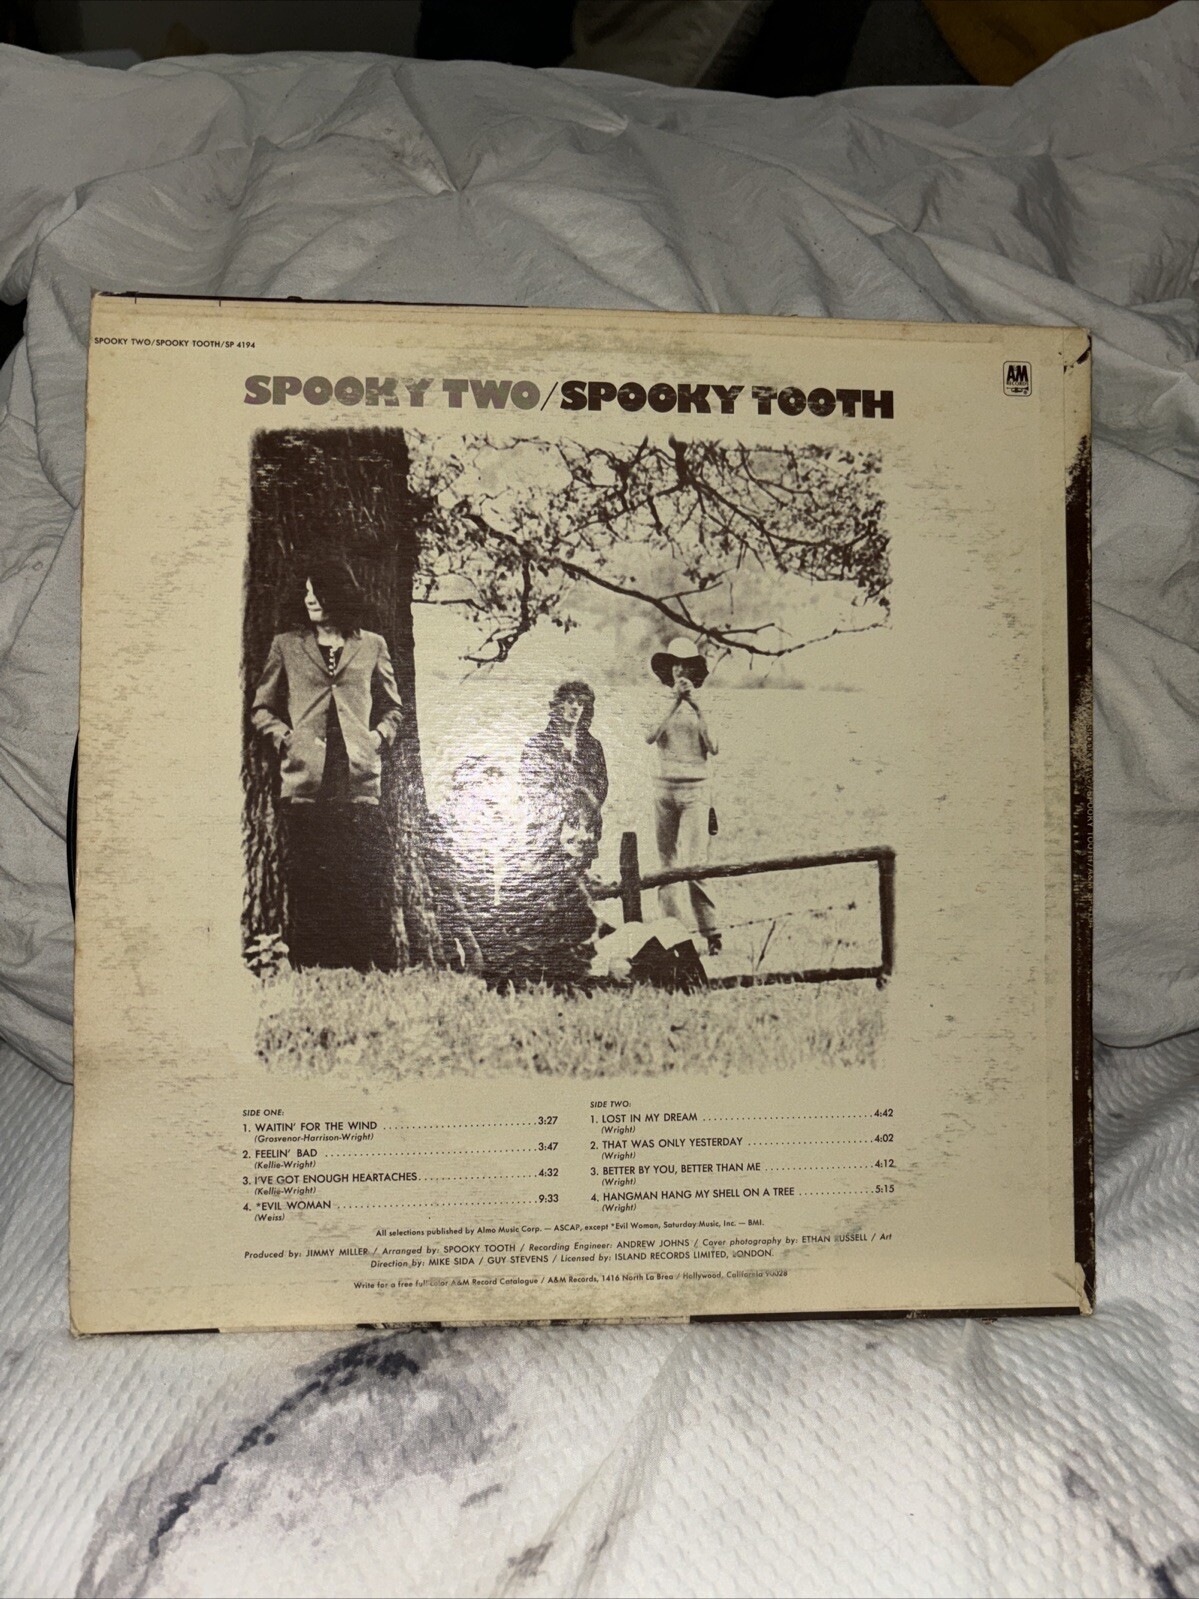 SPOOKY TWO/SPOOKY TOOTH/SP 4194
SPOOKY TWO/SPOOKY TOOTH
A&M
RECORDS
SIDE ONE:
1. WAITIN' FOR THE WIND ..........................3:27
(Grosvenor-Harrison-Wright)
2. FEELIN' BAD ....................................3:47
(Kellie-Wright)
3. I'VE GOT ENOUGH HEARTACHES....................4:32
(Kellie-Wright)
4. *EVIL WOMAN ..................................9:33
(Weiss)
SIDE TWO:
1. LOST IN MY DREAM .............................4:42
(Wright)
2. THAT WAS ONLY YESTERDAY ......................4:02
(Wright)
3. BETTER BY YOU, BETTER THAN ME ..................4:12
(Wright)
4. HANGMAN HANG MY SHELL ON A TREE .............5:15
(Wright)
All selections published by Almo Music Corp. — ASCAP, except *Evil Woman, Saturday Music, Inc. — BMI.
Produced by: JIMMY MILLER / Arranged by: SPOOKY TOOTH / Recording Engineer: ANDREW JOHNS / Cover photography by: ETHAN RUSSELL / Art
Direction by: MIKE SIDA / GUY STEVENS / Licensed by: ISLAND RECORDS LIMITED, LONDON.
Write for a free full color A&M Record Catalogue / A&M Records, 1416 North La Brea / Hollywood, California 90028